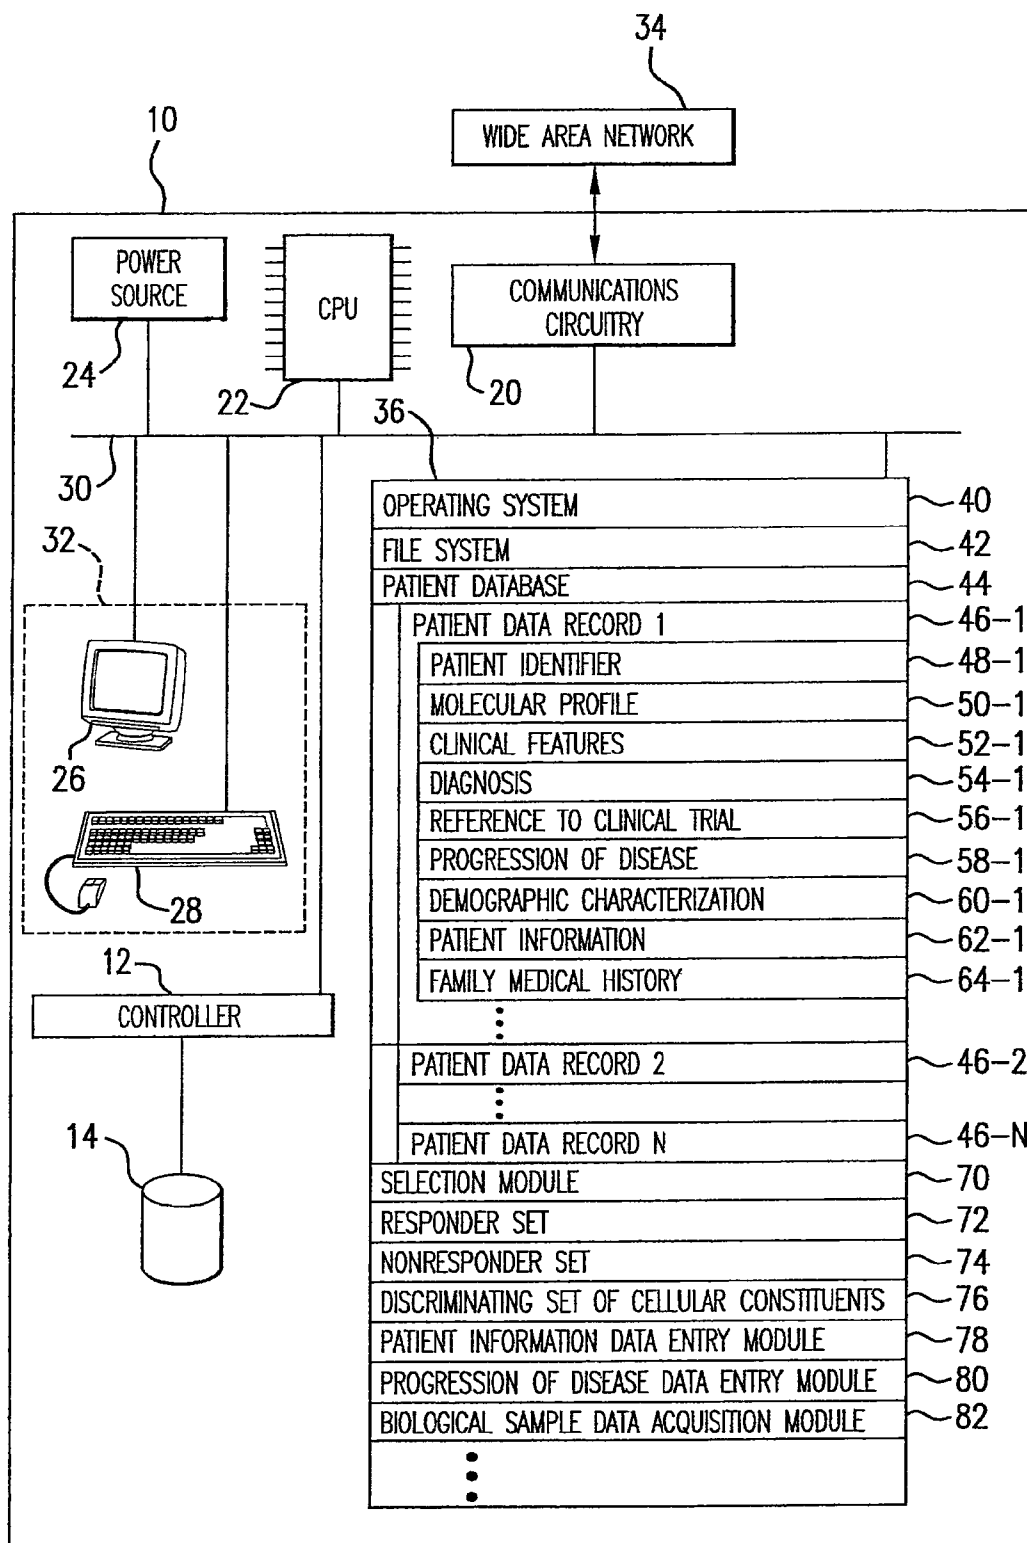 34
WIDE AREA NETWORK
10
POWER
SOURCE
24
CPU
22
COMMUNICATIONS
CIRCUITRY
20
36
30
32
26
28
12
CONTROLLER
14
OPERATING SYSTEM 40
FILE SYSTEM 42
PATIENT DATABASE 44
PATIENT DATA RECORD 1 46-1
PATIENT IDENTIFIER 48-1
MOLECULAR PROFILE 50-1
CLINICAL FEATURES 52-1
DIAGNOSIS 54-1
REFERENCE TO CLINICAL TRIAL 56-1
PROGRESSION OF DISEASE 58-1
DEMOGRAPHIC CHARACTERIZATION 60-1
PATIENT INFORMATION 62-1
FAMILY MEDICAL HISTORY 64-1
PATIENT DATA RECORD 2 46-2
PATIENT DATA RECORD N 46-N
SELECTION MODULE 70
RESPONDER SET 72
NONRESPONDER SET 74
DISCRIMINATING SET OF CELLULAR CONSTITUENTS 76
PATIENT INFORMATION DATA ENTRY MODULE 78
PROGRESSION OF DISEASE DATA ENTRY MODULE 80
BIOLOGICAL SAMPLE DATA ACQUISITION MODULE 82